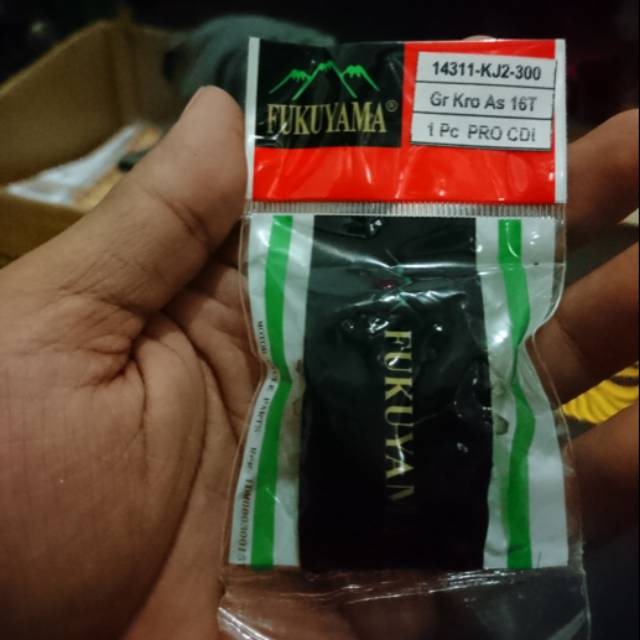 FUKUYAMA®
14311-KJ2-300
Gr Kro As 16T
1 Pc PRO CDI
FUKUYAM